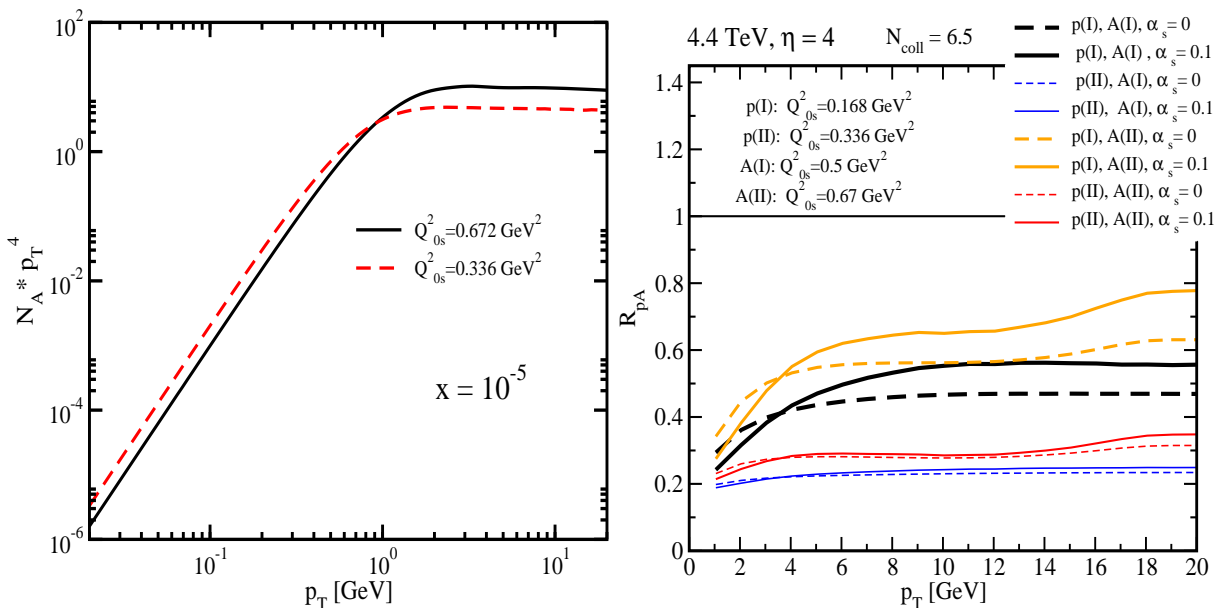 10^2
10^0
10^-2
10^-4
10^-6
N_A* p_T^4
Q^2_0s=0.672 GeV^2
Q^2_0s=0.336 GeV^2
x = 10^-5
10^-1
10^0
10^1
p_T [GeV]
4.4 TeV, η = 4
N_coll = 6.5
p(I), A(I), α_s = 0
p(I), A(I) , α_s = 0.1
p(II), A(I), α_s = 0
p(II), A(I), α_s = 0.1
p(I), A(II), α_s = 0
p(I), A(II), α_s = 0.1
p(II), A(II), α_s = 0
p(II), A(II), α_s = 0.1
p(I): Q^2_0s=0.168 GeV^2
p(II): Q^2_0s=0.336 GeV^2
A(I): Q^2_0s=0.5 GeV^2
A(II): Q^2_0s=0.67 GeV^2
1.4
1.2
1
0.8
0.6
0.4
0.2
0
R_pA
0 2 4 6 8 10 12 14 16 18 20
p_T [GeV]